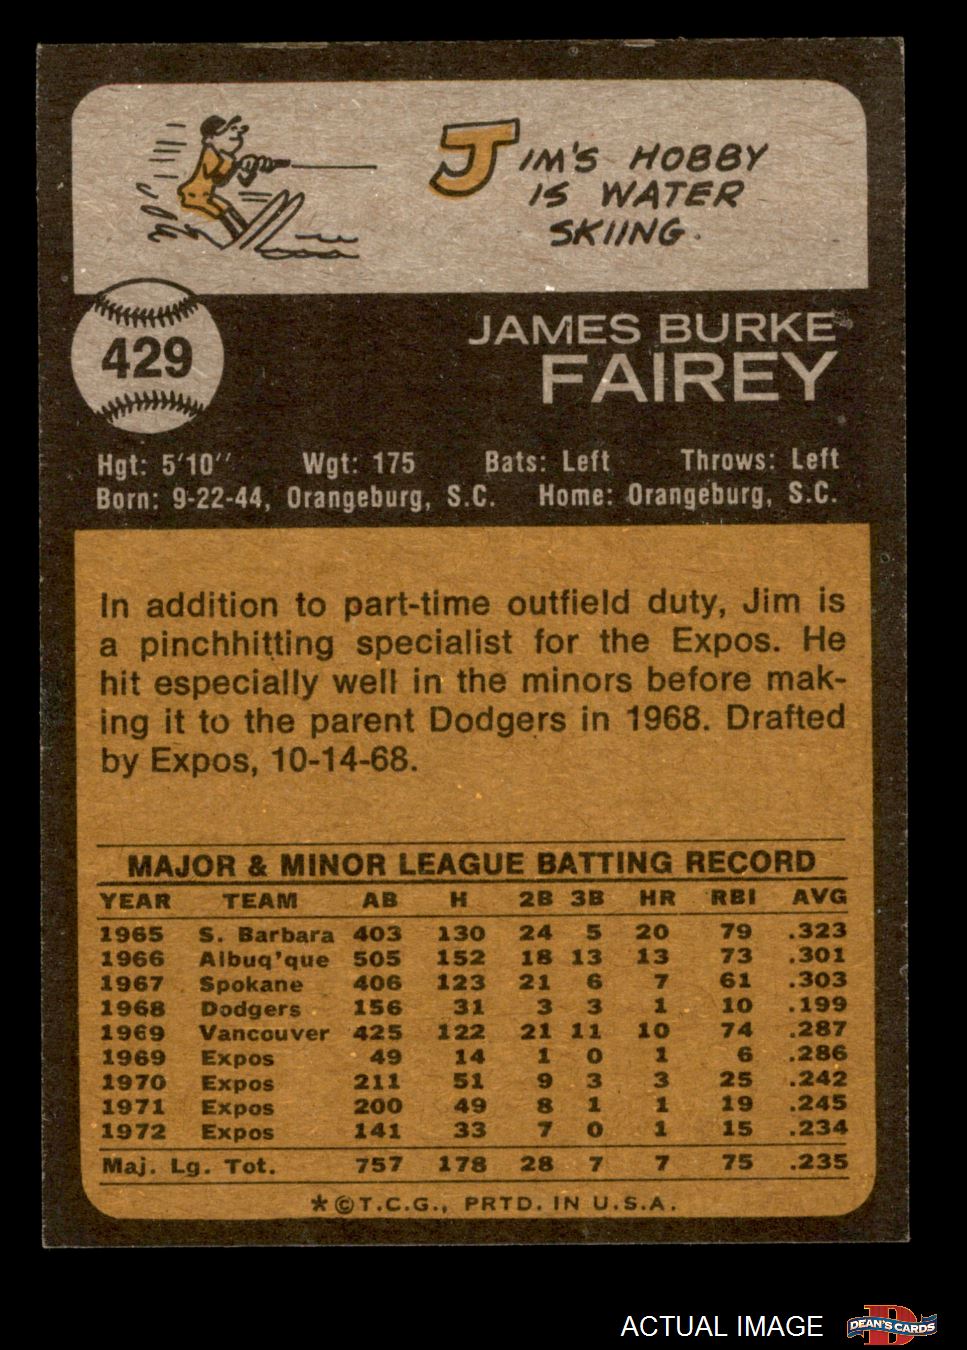 JIM'S HOBBY
IS WATER
SKIING.
429
JAMES BURKE
FAIREY
Hgt: 5'10'' Wgt: 175 Bats: Left Throws: Left
Born: 9-22-44, Orangeburg, S.C. Home: Orangeburg, S.C.
In addition to part-time outfield duty, Jim is
a pinchhitting specialist for the Expos. He
hit especially well in the minors before mak-
ing it to the parent Dodgers in 1968. Drafted
by Expos, 10-14-68.
MAJOR & MINOR LEAGUE BATTING RECORD
YEAR TEAM AB H 2B 3B HR RBI AVG
1965 S. Barbara 403 130 24 5 20 79 .323
1966 Albuq'que 505 152 18 13 13 73 .301
1967 Spokane 406 123 21 6 7 61 .303
1968 Dodgers 156 31 3 3 1 10 .199
1969 Vancouver 425 122 21 11 10 74 .287
1969 Expos 49 14 1 0 1 6 .286
1970 Expos 211 51 9 3 3 25 .242
1971 Expos 200 49 8 1 1 19 .245
1972 Expos 141 33 7 0 1 15 .234
Maj. Lg. Tot. 757 178 28 7 7 75 .235
*©T.C.G., PRTD. IN U.S.A.
ACTUAL IMAGE
DEAN'S CARDS